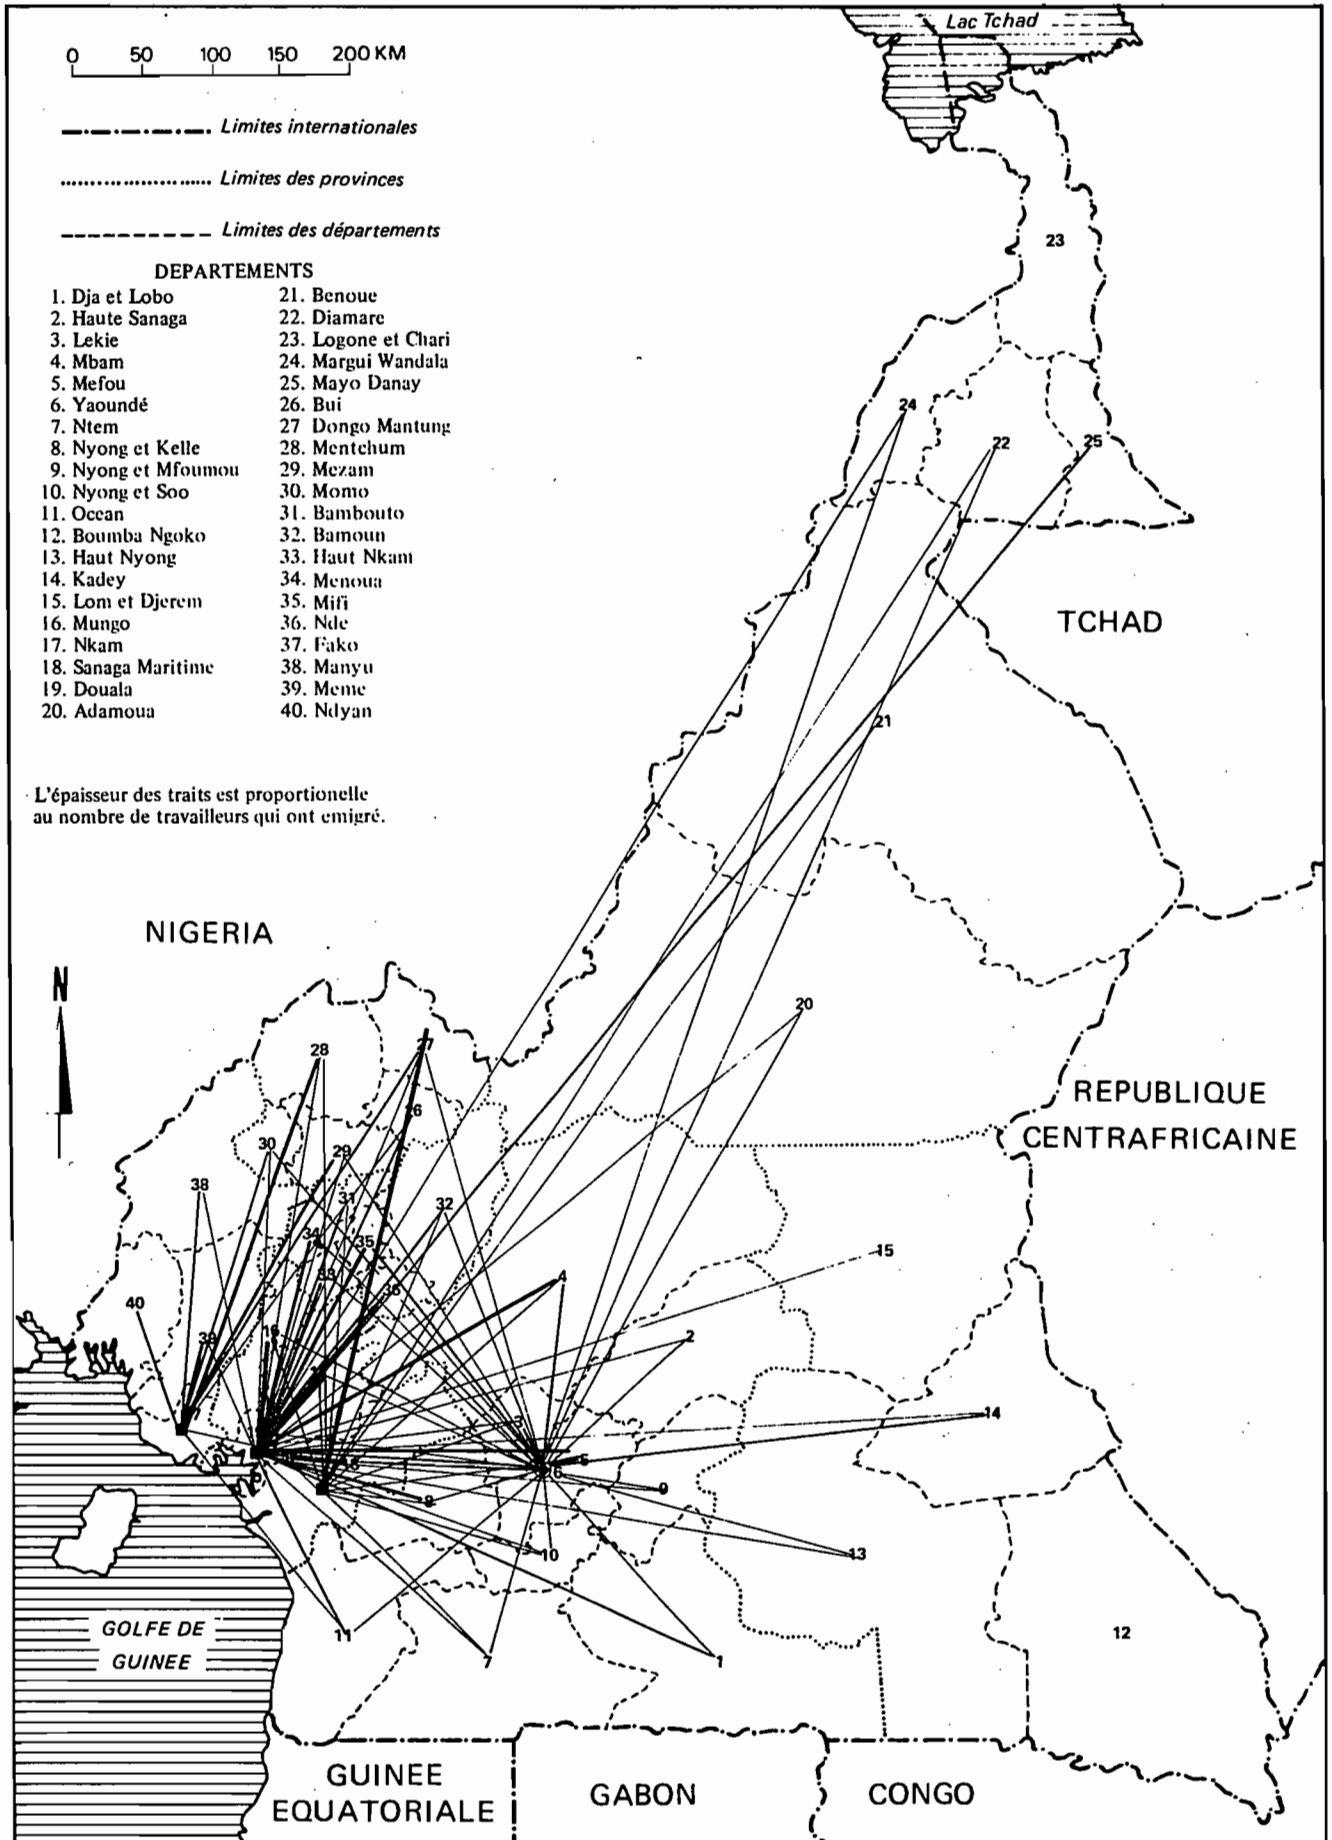 Lac Tchad
0 50 100 150 200 KM
Limites internationales
Limites des provinces
Limites des départements
DEPARTEMENTS
1. Dja et Lobo
2. Haute Sanaga
3. Lekie
4. Mbam
5. Mefou
6. Yaoundé
7. Ntem
8. Nyong et Kelle
9. Nyong et Mfoumou
10. Nyong et Soo
11. Ocean
12. Boumba Ngoko
13. Haut Nyong
14. Kadey
15. Lom et Djerem
16. Mungo
17. Nkam
18. Sanaga Maritime
19. Douala
20. Adamoua
21. Benoue
22. Diamare
23. Logone et Chari
24. Margui Wandala
25. Mayo Danay
26. Bui
27 Dongo Mantung
28. Mentchum
29. Mezam
30. Momo
31. Bambouto
32. Bamoun
33. Haut Nkam
34. Menoua
35. Mifi
36. Nde
37. Fako
38. Manyu
39. Meme
40. Ndyan
L'épaisseur des traits est proportionelle
au nombre de travailleurs qui ont emigré.
23
24
22
25
TCHAD
21
NIGERIA
N
20
28
27
REPUBLIQUE
CENTRAFRICAINE
26
30
29
38
31
32
34
35
15
33
4
36
40
39
16
2
3
14
5
6
9
8
10
13
11
7
1
12
GOLFE DE
GUINEE
GUINEE
EQUATORIALE
GABON
CONGO